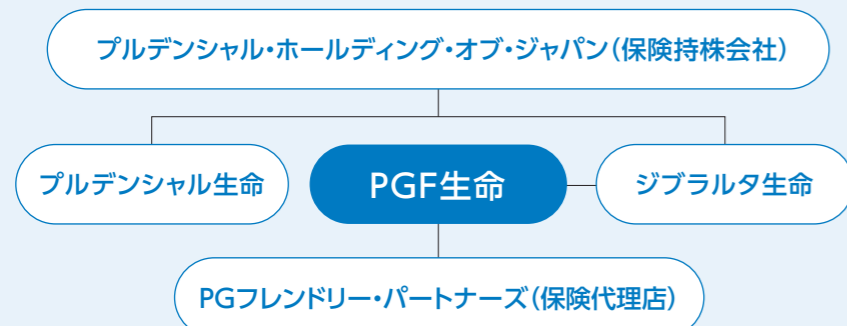 プルデンシャル・ホールディング・オブ・ジャパン(保険持株会社)
プルデンシャル生命
PGF生命
ジブラルタ生命
PGフレンドリー・パートナーズ(保険代理店)